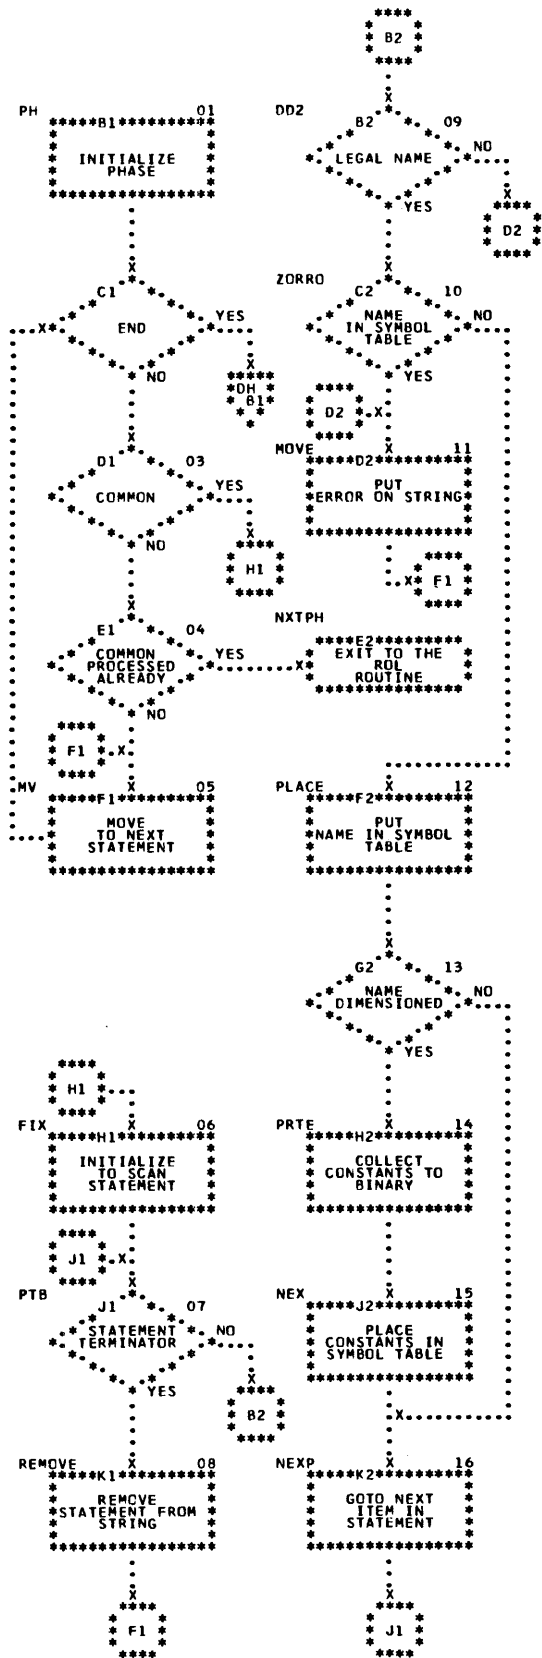 B2
PH
B1
01
INITIALIZE
PHASE
DD2
B2
09
LEGAL NAME
NO
YES
D2
C1
END
YES
NO
DH
B1
ZORRO
C2
10
NAME
IN SYMBOL
TABLE
NO
YES
D2
D1
03
COMMON
YES
NO
H1
MOVE
D2
11
PUT
ERROR ON STRING
F1
E1
04
COMMON
PROCESSED
ALREADY
YES
NO
NXTPH
E2
EXIT TO THE
ROL
ROUTINE
F1
MV
F1
05
MOVE
TO NEXT
STATEMENT
PLACE
F2
12
PUT
NAME IN SYMBOL
TABLE
G2
13
NAME
DIMENSIONED
NO
YES
H1
FIX
H1
06
INITIALIZE
TO SCAN
STATEMENT
PRTE
H2
14
COLLECT
CONSTANTS TO
BINARY
J1
PTB
J1
07
STATEMENT
TERMINATOR
NO
YES
B2
NEX
J2
15
PLACE
CONSTANTS IN
SYMBOL TABLE
REMOVE
K1
08
REMOVE
STATEMENT FROM
STRING
F1
NEXP
K2
16
GOTO NEXT
ITEM IN
STATEMENT
J1